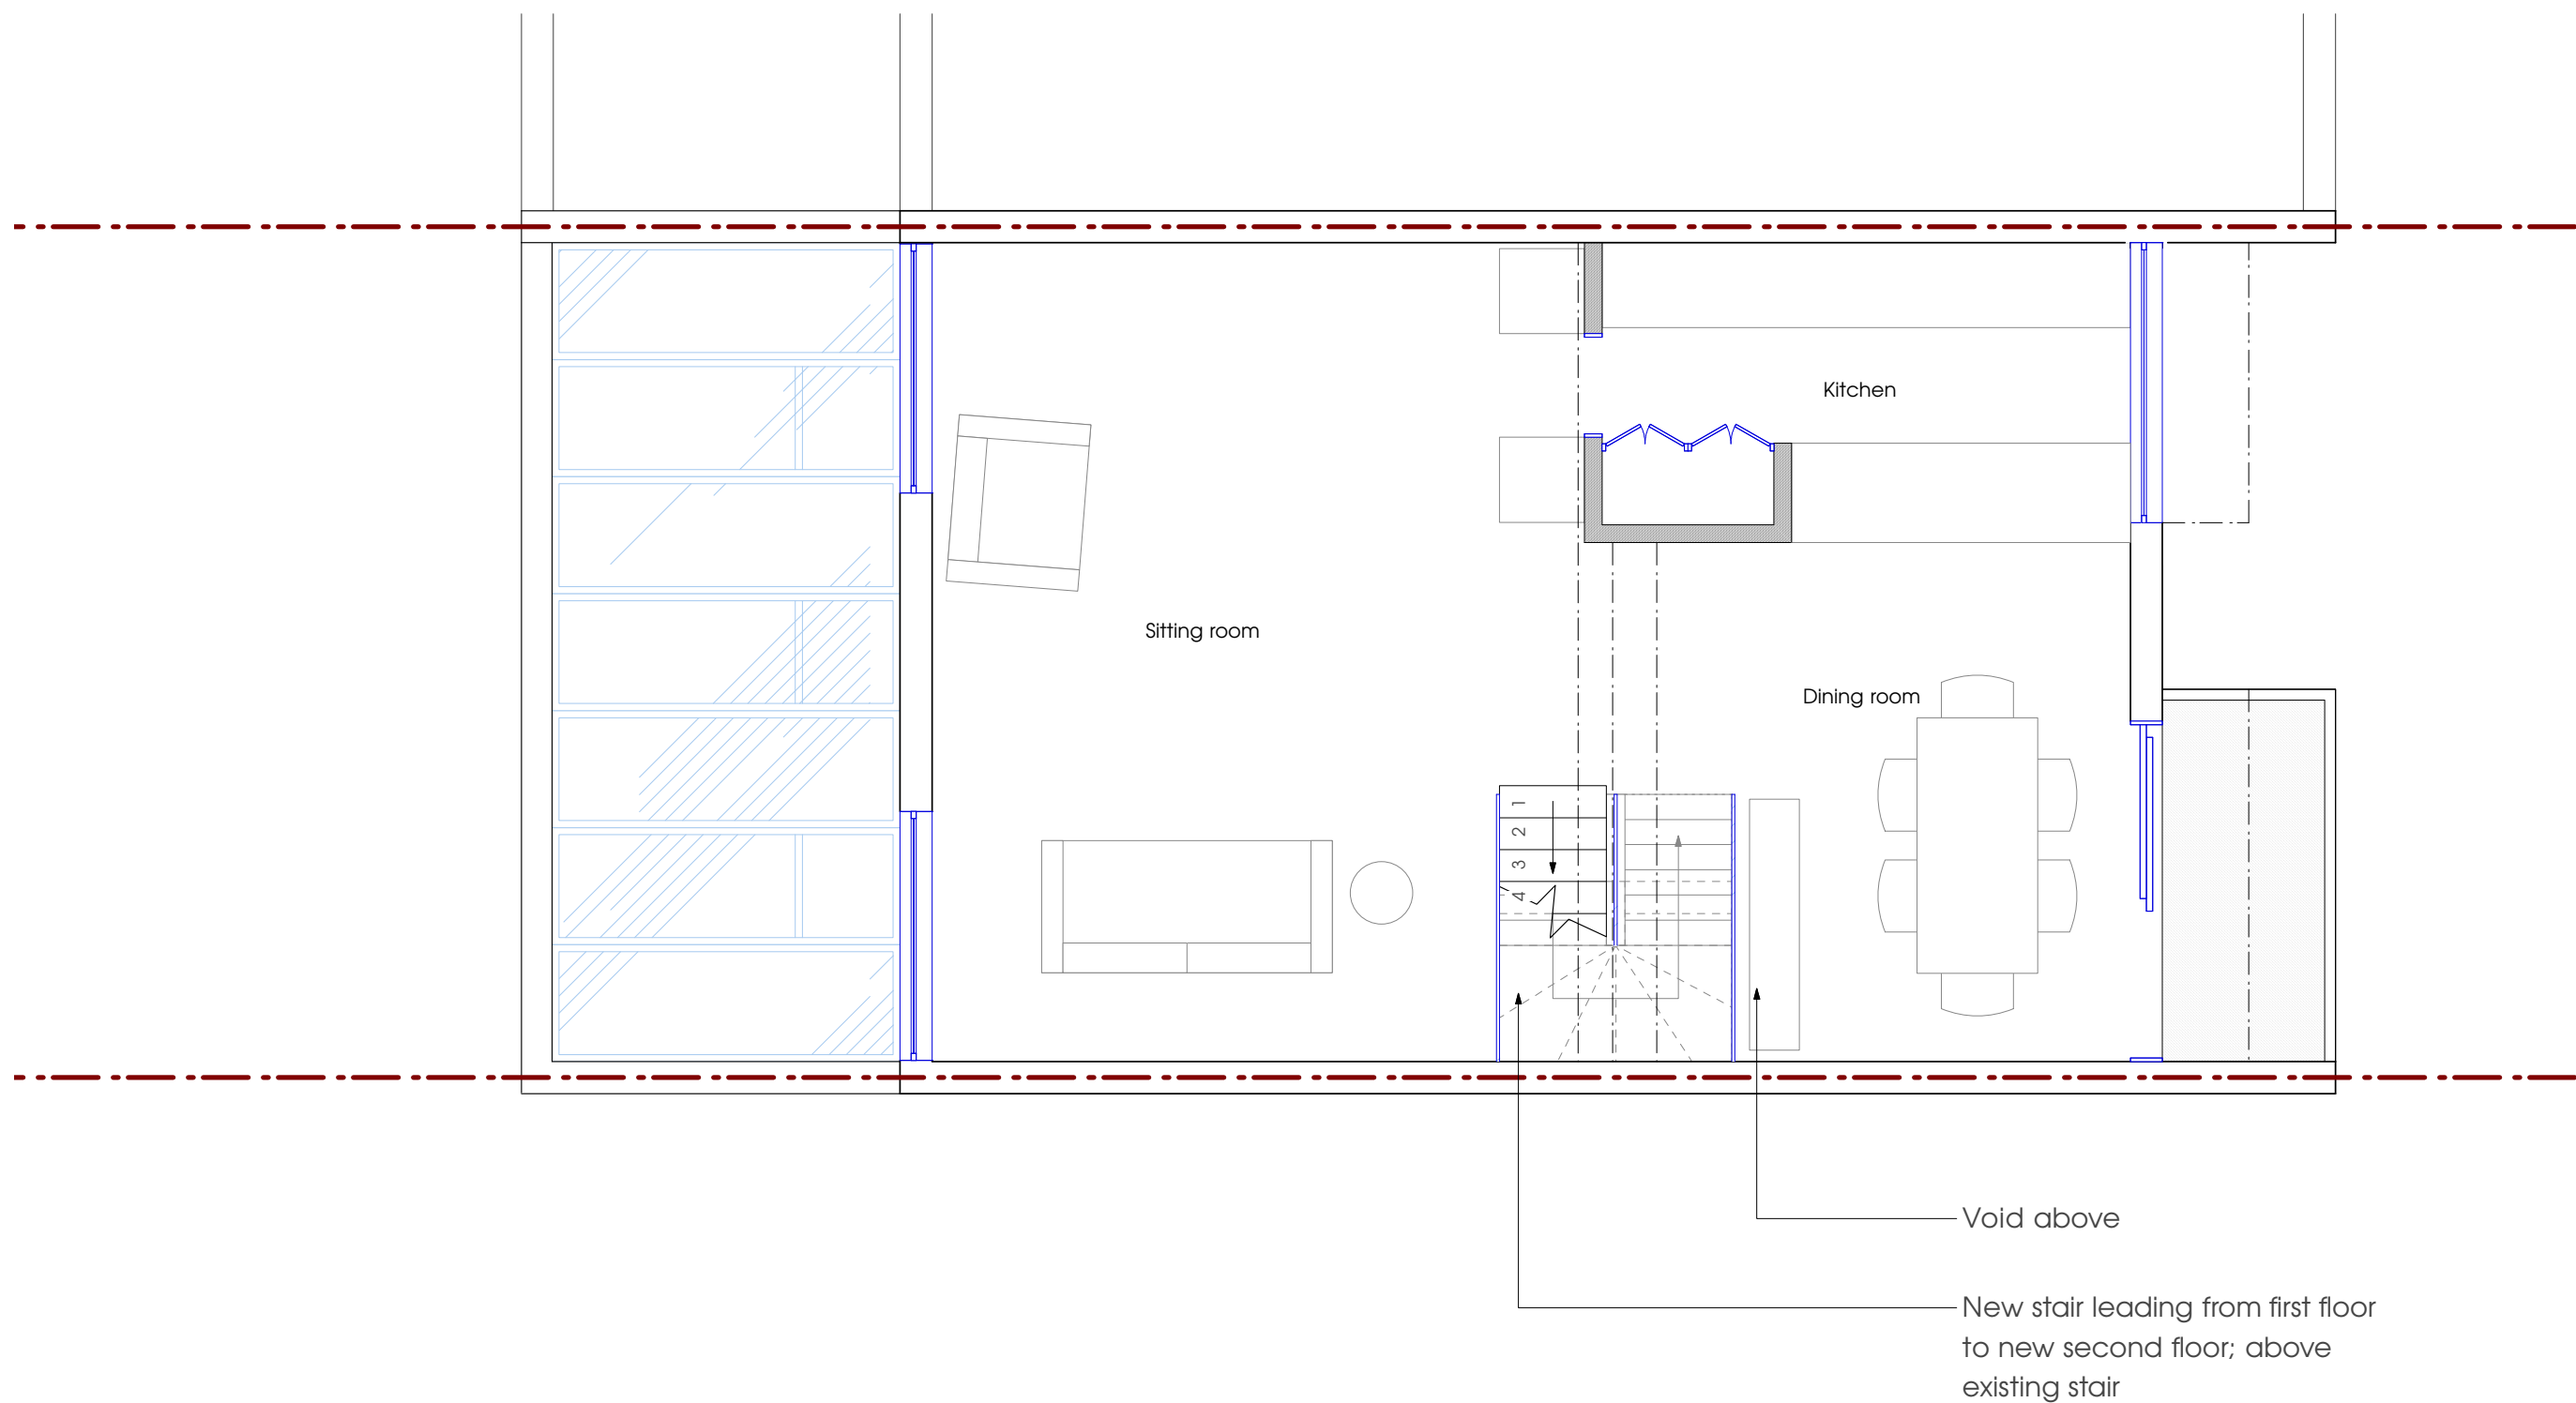 Kitchen
Sitting room
Dining room
1
2
3
4
Void above
New stair leading from first floor
to new second floor; above
existing stair